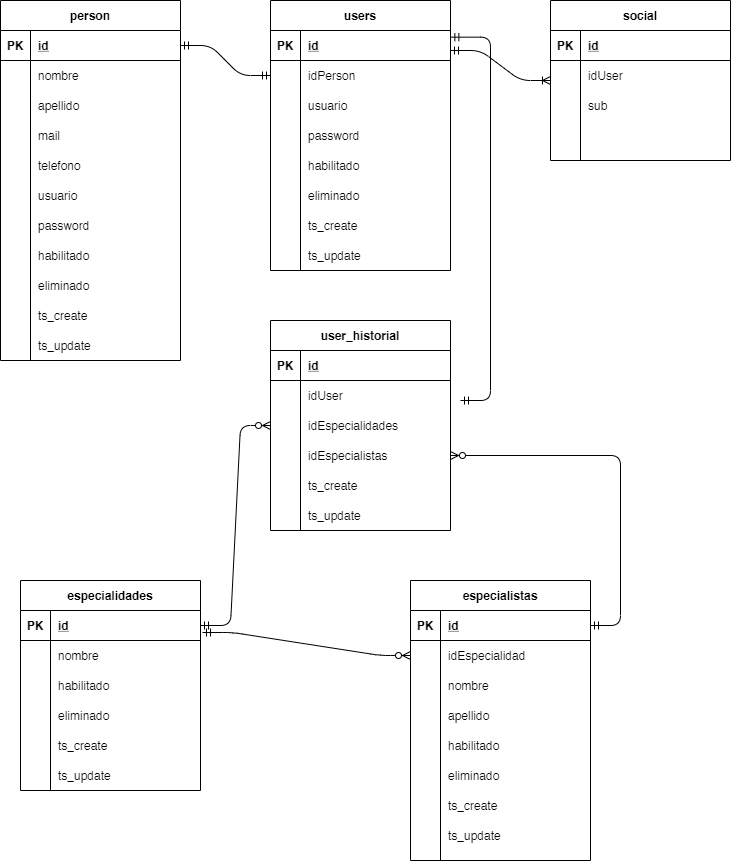 person
PK id
nombre
apellido
mail
telefono
usuario
password
habilitado
eliminado
ts_create
ts_update
users
PK id
idPerson
usuario
password
habilitado
eliminado
ts_create
ts_update
social
PK id
idUser
sub
user_historial
PK id
idUser
idEspecialidades
idEspecialistas
ts_create
ts_update
especialidades
PK id
nombre
habilitado
eliminado
ts_create
ts_update
especialistas
PK id
idEspecialidad
nombre
apellido
habilitado
eliminado
ts_create
ts_update